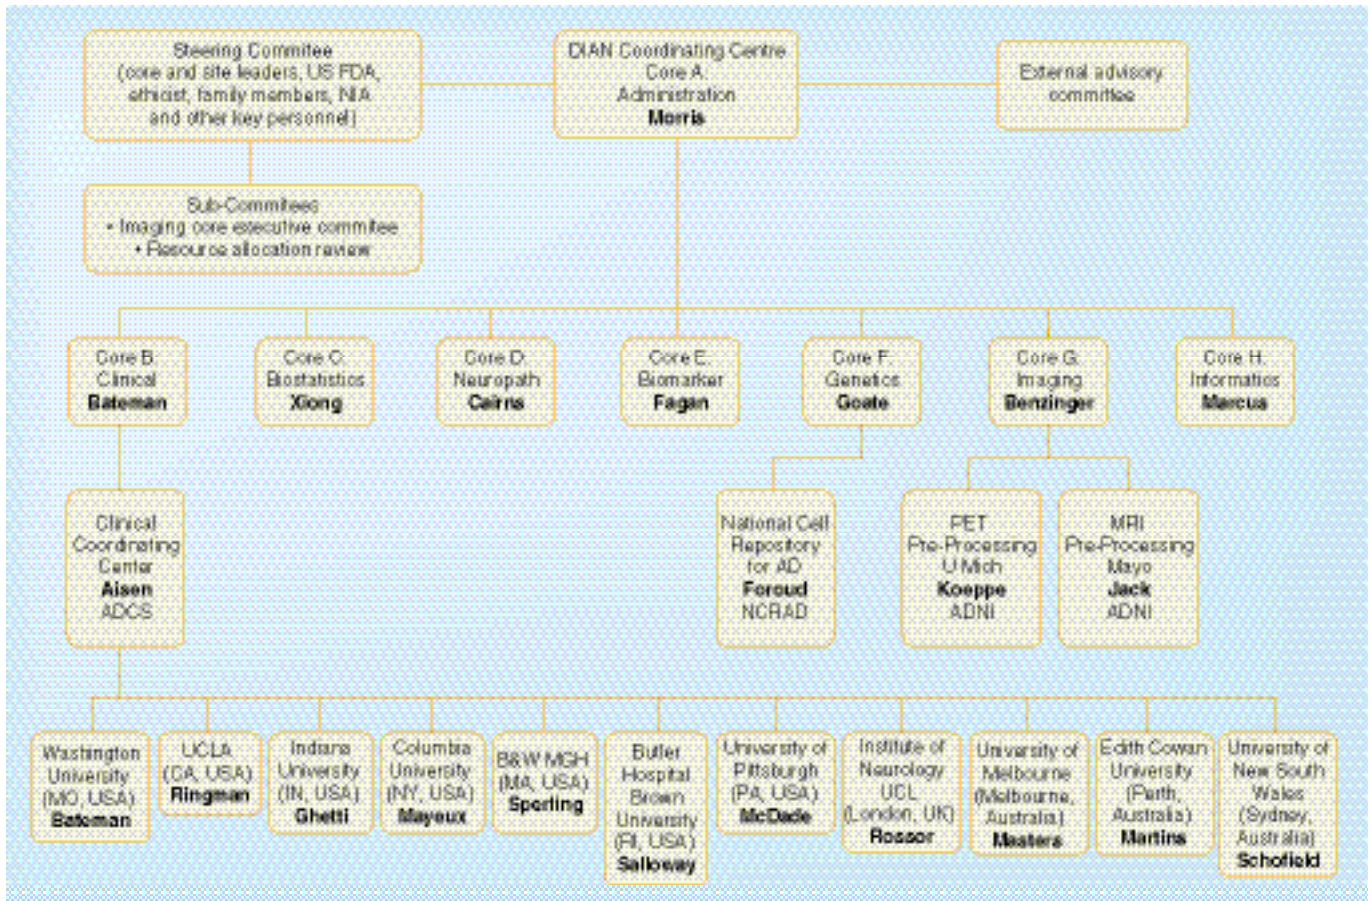 Steering Commitee
(core and site leaders, US FDA,
ethicist, family members, NIA
and other key personnel)
DIAN Coordinating Centre
Core A:
Administration
Morris
External advisory
committee
Sub-Commitees
• Imaging core executive commitee
• Resource allocation review
Core B:
Clinical
Bateman
Core C:
Biostatistics
Xiong
Core D:
Neuropath
Cairns
Core E:
Biomarker
Fagan
Core F:
Genetics
Goate
Core G:
Imaging
Benzinger
Core H:
Informatics
Marcus
Clinical
Coordinating
Center
Aisen
ADCS
National Cell
Repository
for AD
Foroud
NCRAD
PET
Pre-Processing
U Mich
Koeppe
ADNI
MRI
Pre-Processing
Mayo
Jack
ADNI
Washington
University
(MO, USA)
Bateman
UCLA
(CA, USA)
Ringman
Indiana
University
(IN, USA)
Ghetti
Columbia
University
(NY, USA)
Mayeux
B&W MGH
(MA, USA)
Sperling
Butler
Hospital
Brown
University
(RI, USA)
Salloway
University of
Pittsburgh
(PA, USA)
McDade
Institute of
Neurology
UCL
(London, UK)
Rossor
University of
Melbourne
(Melbourne,
Australia)
Masters
Edith Cowan
University
(Perth,
Australia)
Martins
University of
New South
Wales
(Sydney,
Australia)
Schofield